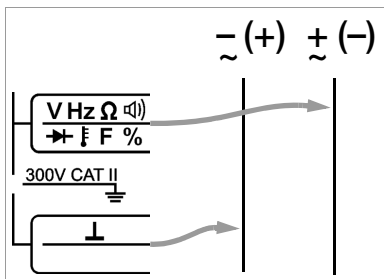 − (+) + (−)
~ ~
V Hz Ω
F %
300V CAT II